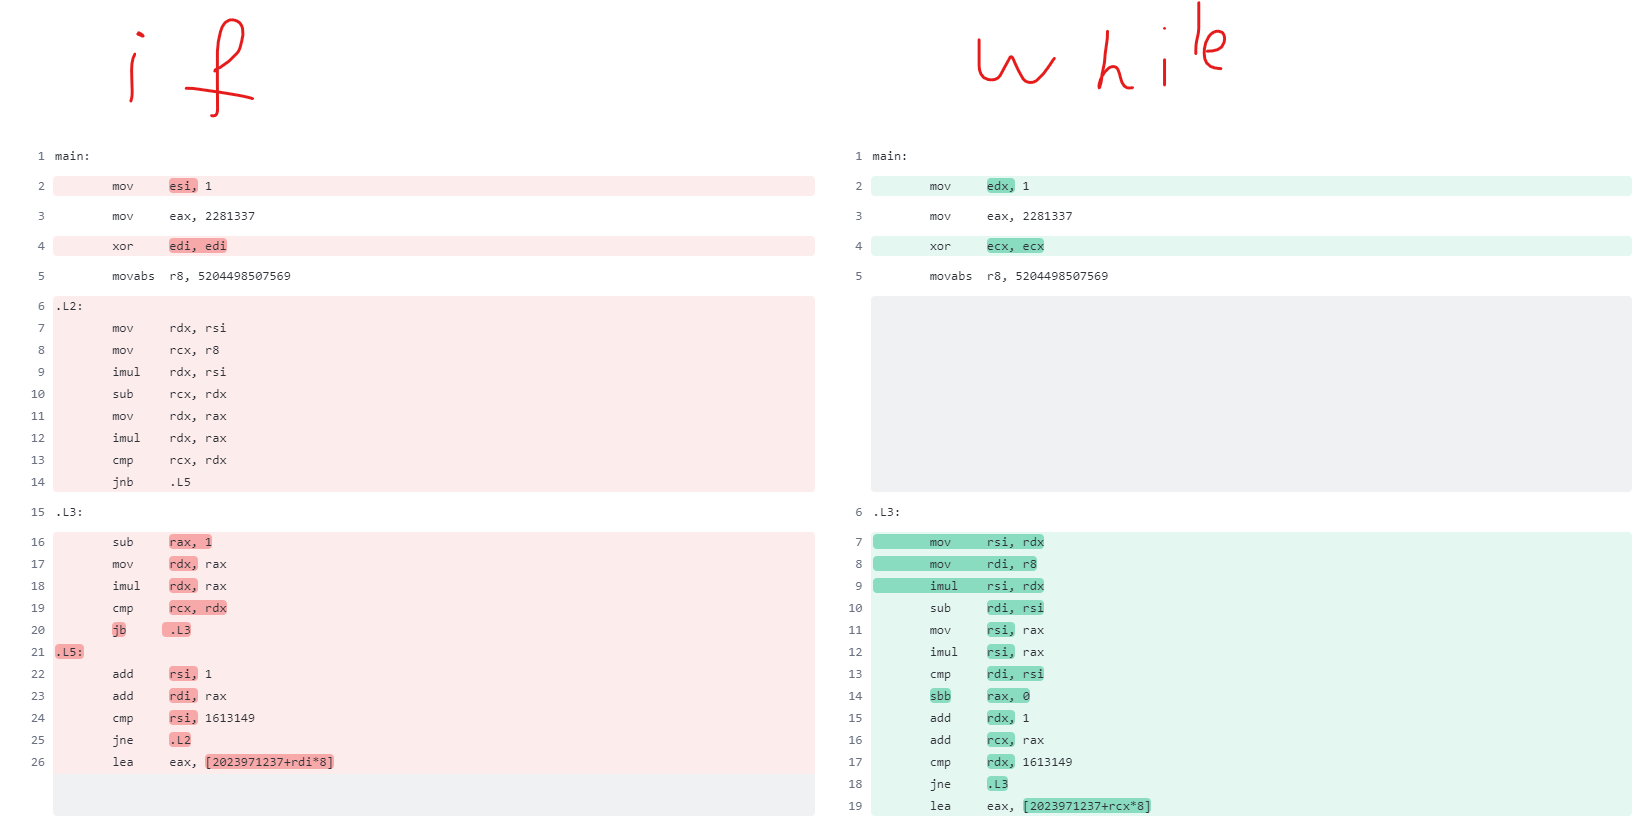 if
while
1 main:
2 mov esi, 1
3 mov eax, 2281337
4 xor edi, edi
5 movabs r8, 5204498507569
6 .L2:
7 mov rdx, rsi
8 mov rcx, r8
9 imul rdx, rsi
10 sub rcx, rdx
11 mov rdx, rax
12 imul rdx, rax
13 cmp rcx, rdx
14 jnb .L5
15 .L3:
16 sub rax, 1
17 mov rdx, rax
18 imul rdx, rax
19 cmp rcx, rdx
20 jb .L3
21 .L5:
22 add rsi, 1
23 add rdi, rax
24 cmp rsi, 1613149
25 jne .L2
26 lea eax, [2023971237+rdi*8]
1 main:
2 mov edx, 1
3 mov eax, 2281337
4 xor ecx, ecx
5 movabs r8, 5204498507569
6 .L3:
7 mov rsi, rdx
8 mov rdi, r8
9 imul rsi, rdx
10 sub rdi, rsi
11 mov rsi, rax
12 imul rsi, rax
13 cmp rdi, rsi
14 sbb rax, 0
15 add rdx, 1
16 add rcx, rax
17 cmp rdx, 1613149
18 jne .L3
19 lea eax, [2023971237+rcx*8]